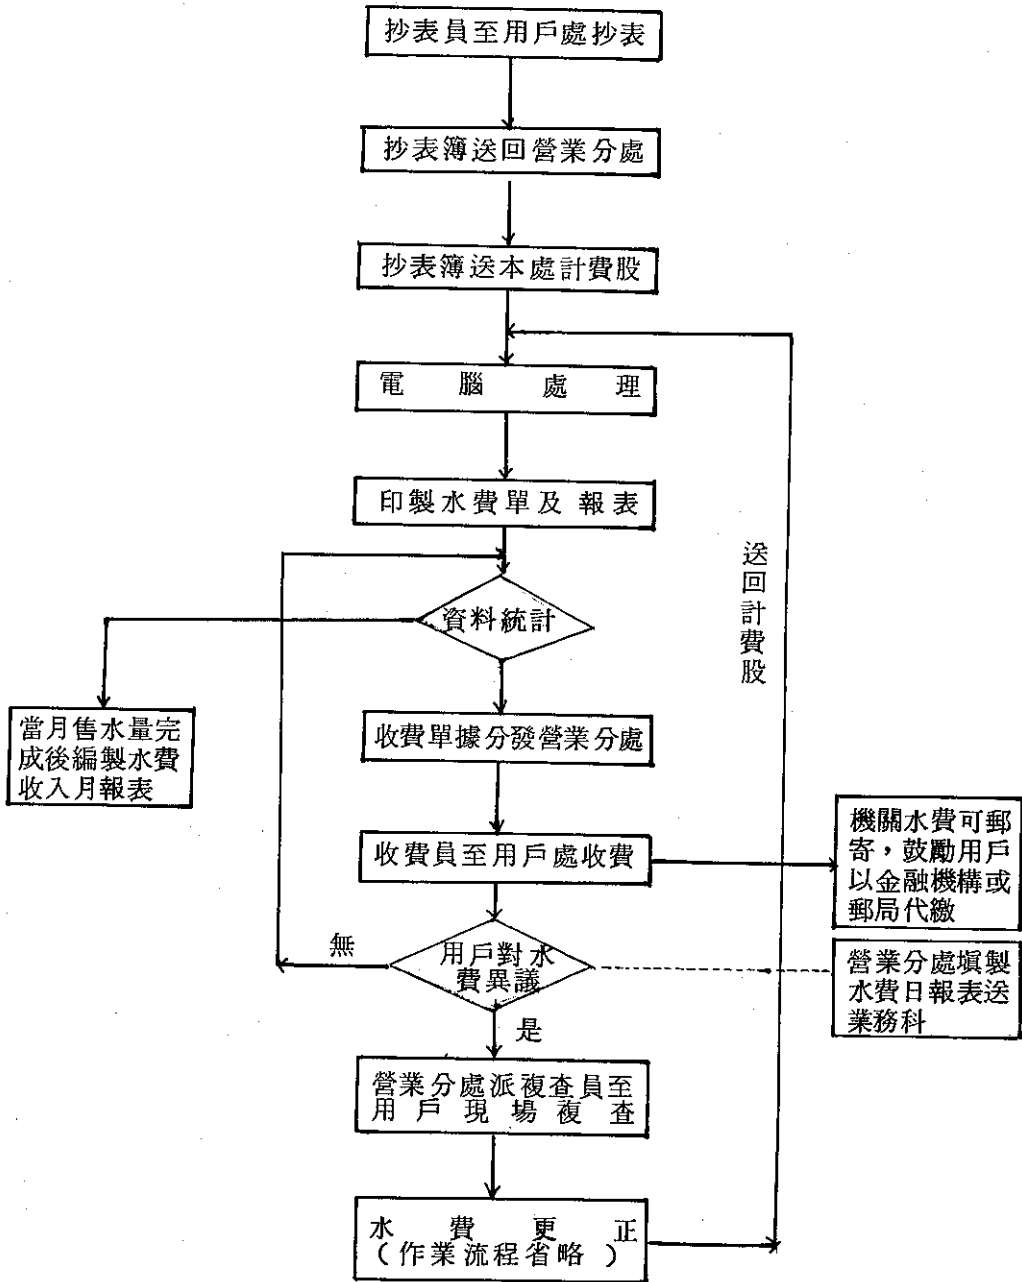 抄表員至用戶處抄表
抄表簿送回營業分處
抄表簿送本處計費股
電腦處理
印製水費單及報表
送回計費股
資料統計
當月售水量完
成後編製水費
收入月報表
收費單據分發營業分處
收費員至用戶處收費
機關水費可郵
寄，鼓勵用戶
以金融機構或
郵局代繳
無
用戶對水
費異議
營業分處填製
水費日報表送
業務科
是
營業分處派複查員至
用戶現場複查
水費更正
（作業流程省略）